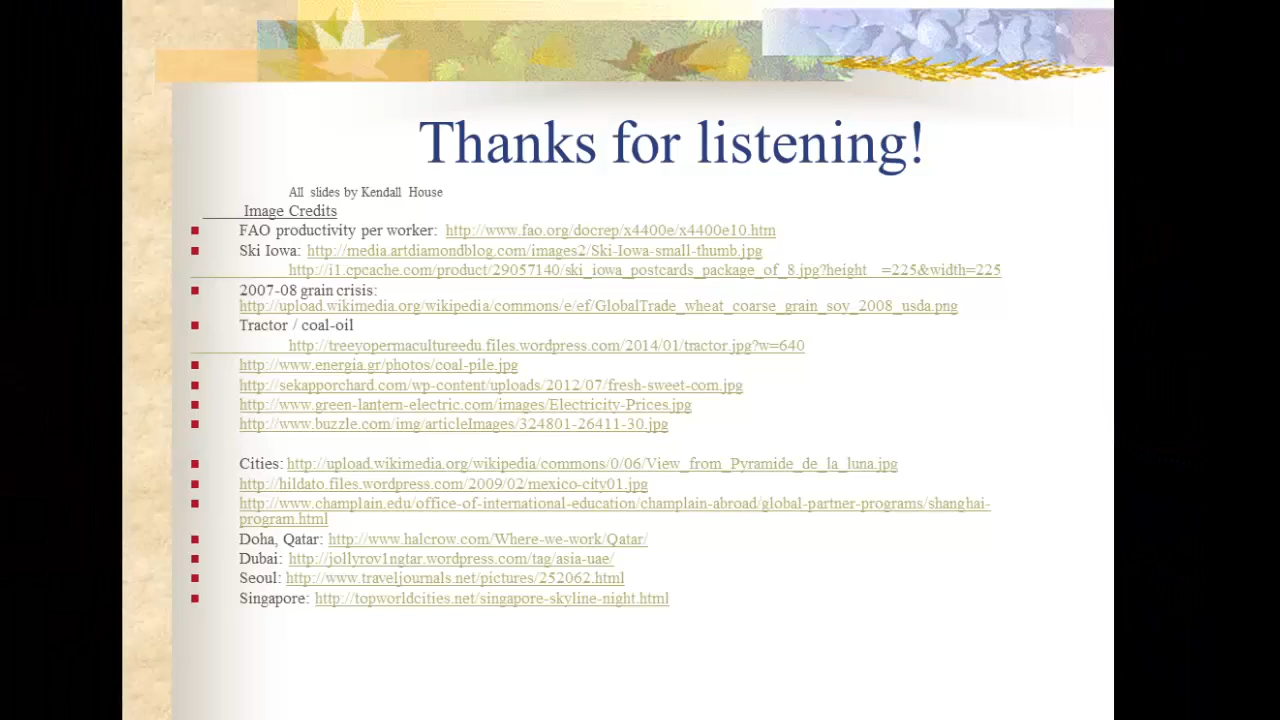 Thanks for listening!
All slides by Kendall House
Image Credits
FAO productivity per worker: http://www.fao.org/docrep/x4400e/x4400e10.htm
Ski Iowa: http://media.artdiamondblog.com/images2/Ski-Iowa-small-thumb.jpg
http://i1.cpcache.com/product/29057140/ski_iowa_postcards_package_of_8.jpg?height_=225&width=225
2007-08 grain crisis:
http://upload.wikimedia.org/wikipedia/commons/e/ef/GlobalTrade_wheat_coarse_grain_soy_2008_usda.png
Tractor / coal-oil
http://treeyopermacultureedu.files.wordpress.com/2014/01/tractor.jpg?w=640
http://www.energia.gr/photos/coal-pile.jpg
http://sekapporchard.com/wp-content/uploads/2012/07/fresh-sweet-corn.jpg
http://www.green-lantern-electric.com/images/Electricity-Prices.jpg
http://www.buzzle.com/img/articleImages/324801-26411-30.jpg
Cities: http://upload.wikimedia.org/wikipedia/commons/0/06/View_from_Pyramide_de_la_luna.jpg
http://hildato.files.wordpress.com/2009/02/mexico-city01.jpg
http://www.champlain.edu/office-of-international-education/champlain-abroad/global-partner-programs/shanghai-
program.html
Doha, Qatar: http://www.halcrow.com/Where-we-work/Qatar/
Dubai: http://jollyrov1ngtar.wordpress.com/tag/asia-uae/
Seoul: http://www.traveljournals.net/pictures/252062.html
Singapore: http://topworldcities.net/singapore-skyline-night.html